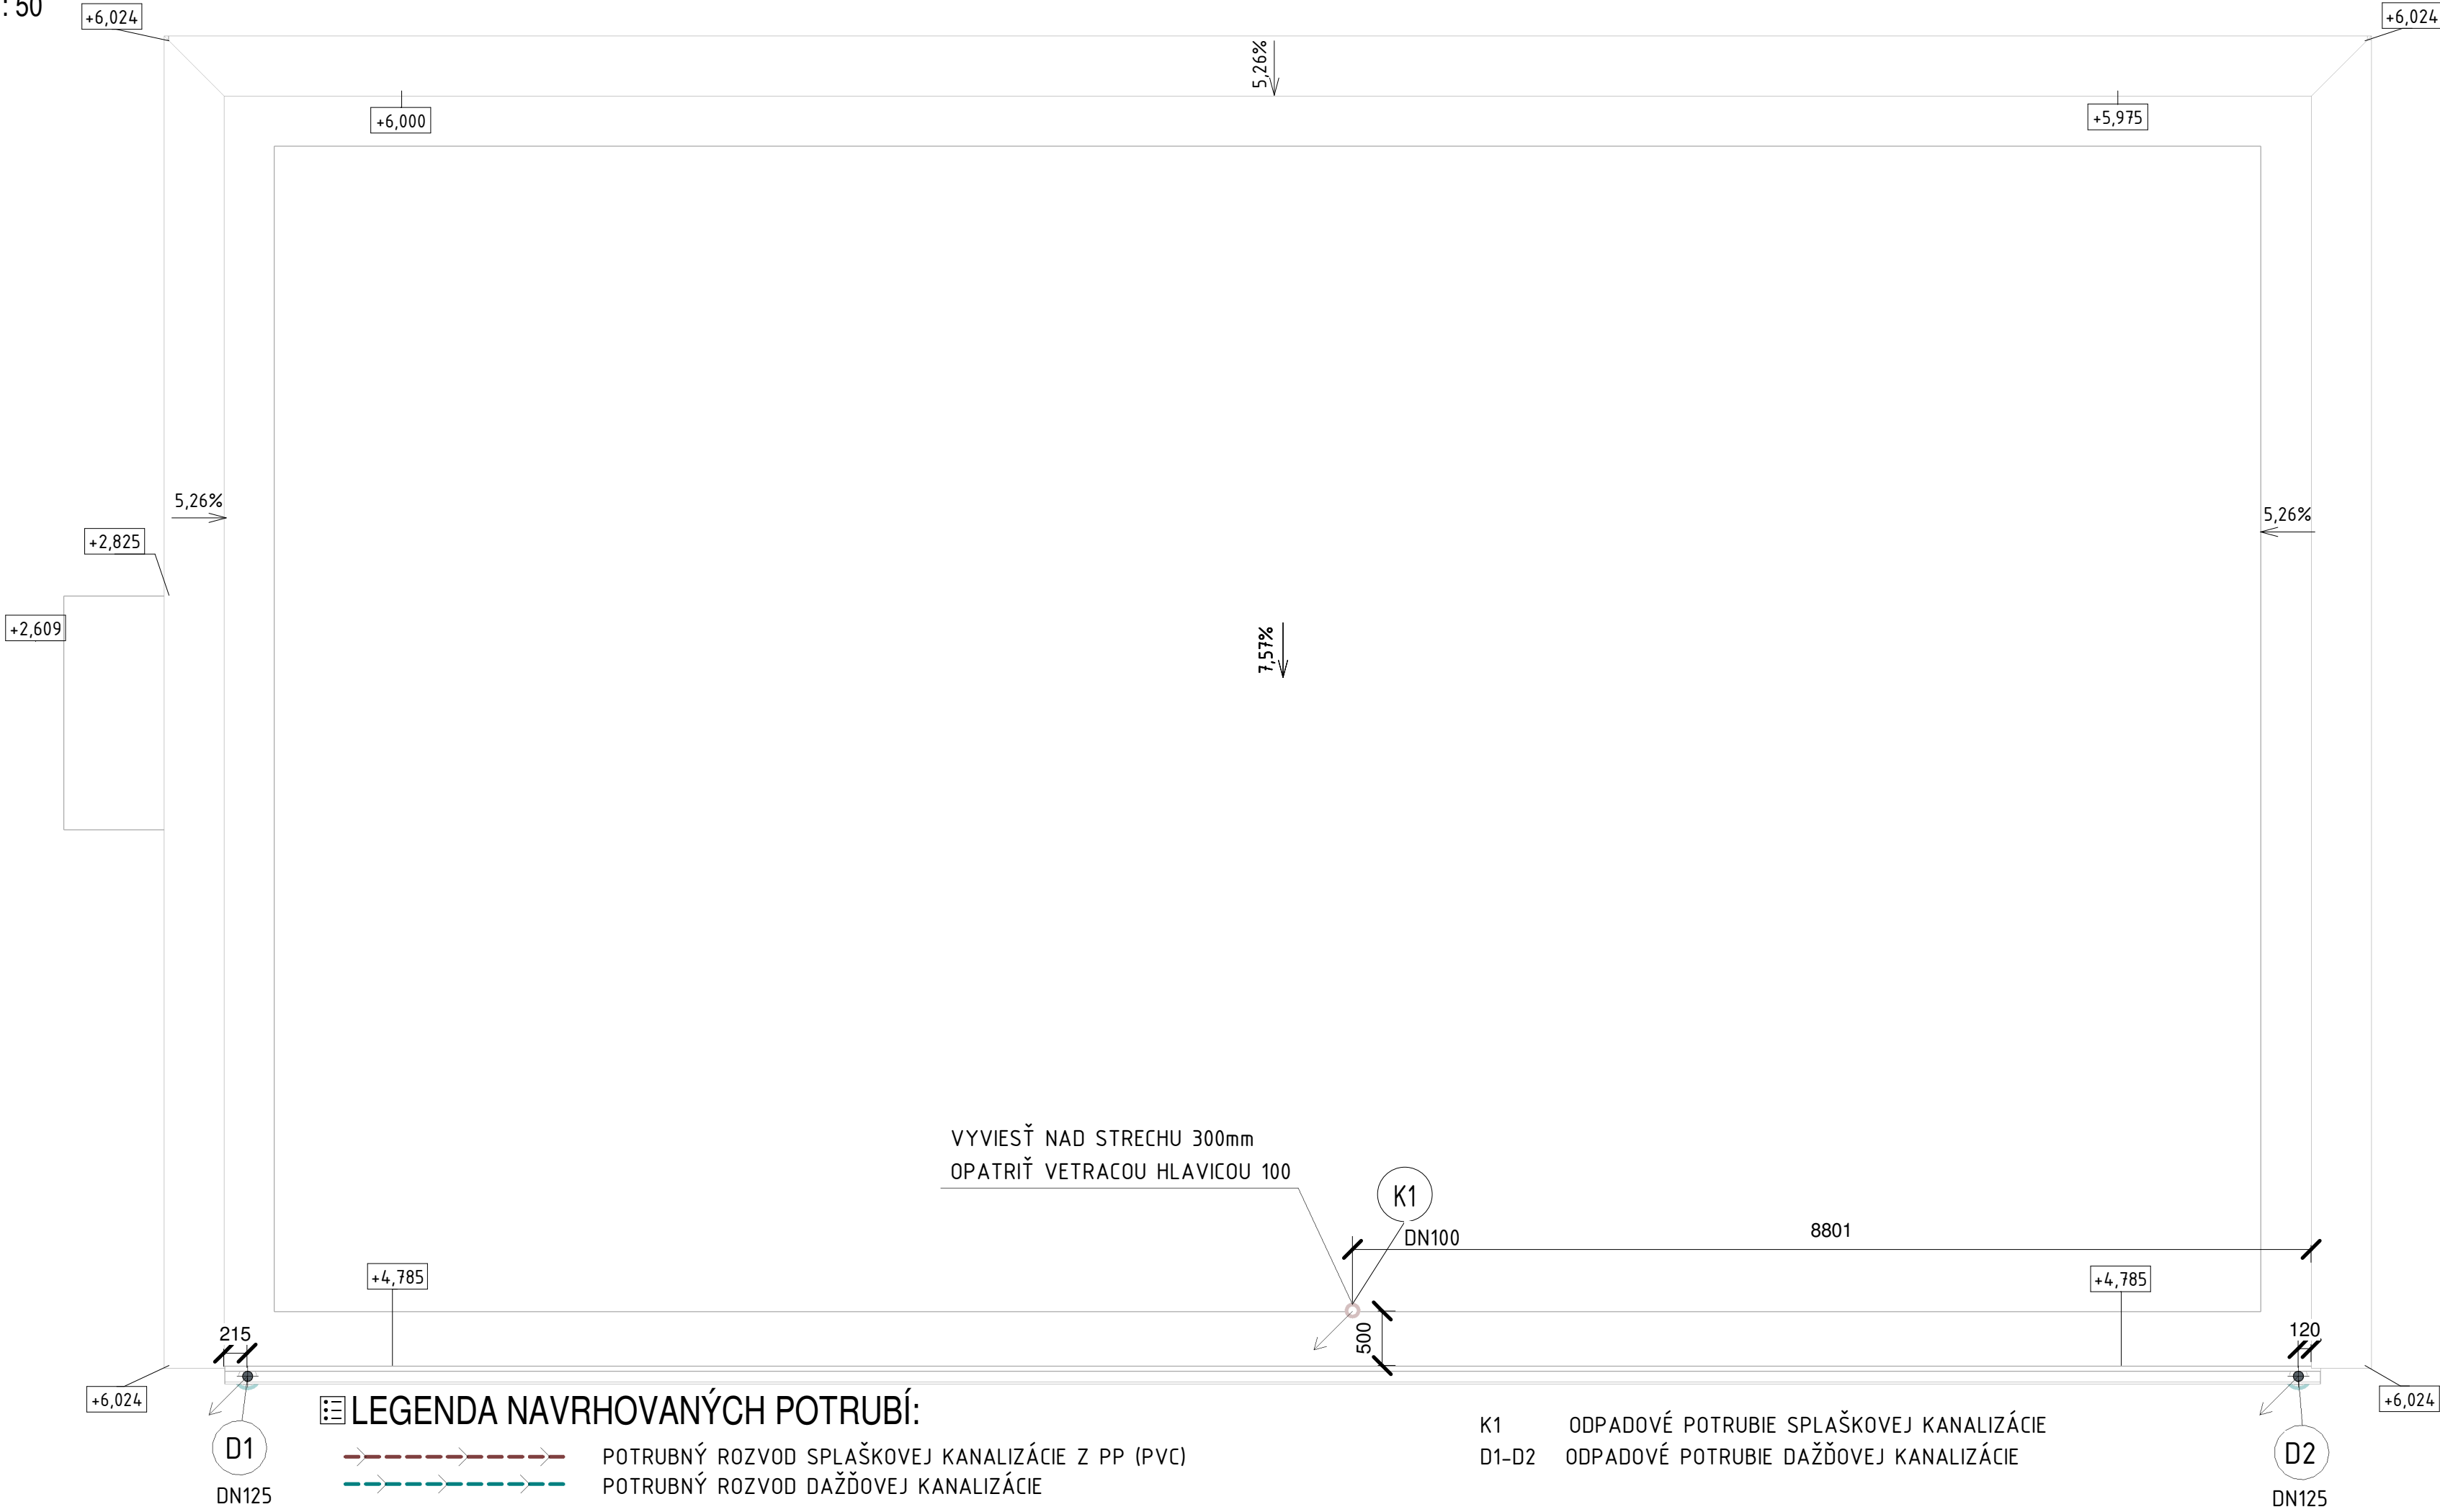 : 50
+6,024
+6,024
5,26%
+6,000
+5,975
5,26%
5,26%
+2,825
+2,609
7,57%
VYVIESŤ NAD STRECHU 300mm
OPATRIŤ VETRACOU HLAVICOU 100
K1
DN100
8801
+4,785
+4,785
215
500
120
+6,024
+6,024
LEGENDA NAVRHOVANÝCH POTRUBÍ:
K1 ODPADOVÉ POTRUBIE SPLAŠKOVEJ KANALIZÁCIE
D1
POTRUBNÝ ROZVOD SPLAŠKOVEJ KANALIZÁCIE Z PP (PVC)
D1-D2 ODPADOVÉ POTRUBIE DAŽĎOVEJ KANALIZÁCIE
D2
POTRUBNÝ ROZVOD DAŽĎOVEJ KANALIZÁCIE
DN125
DN125